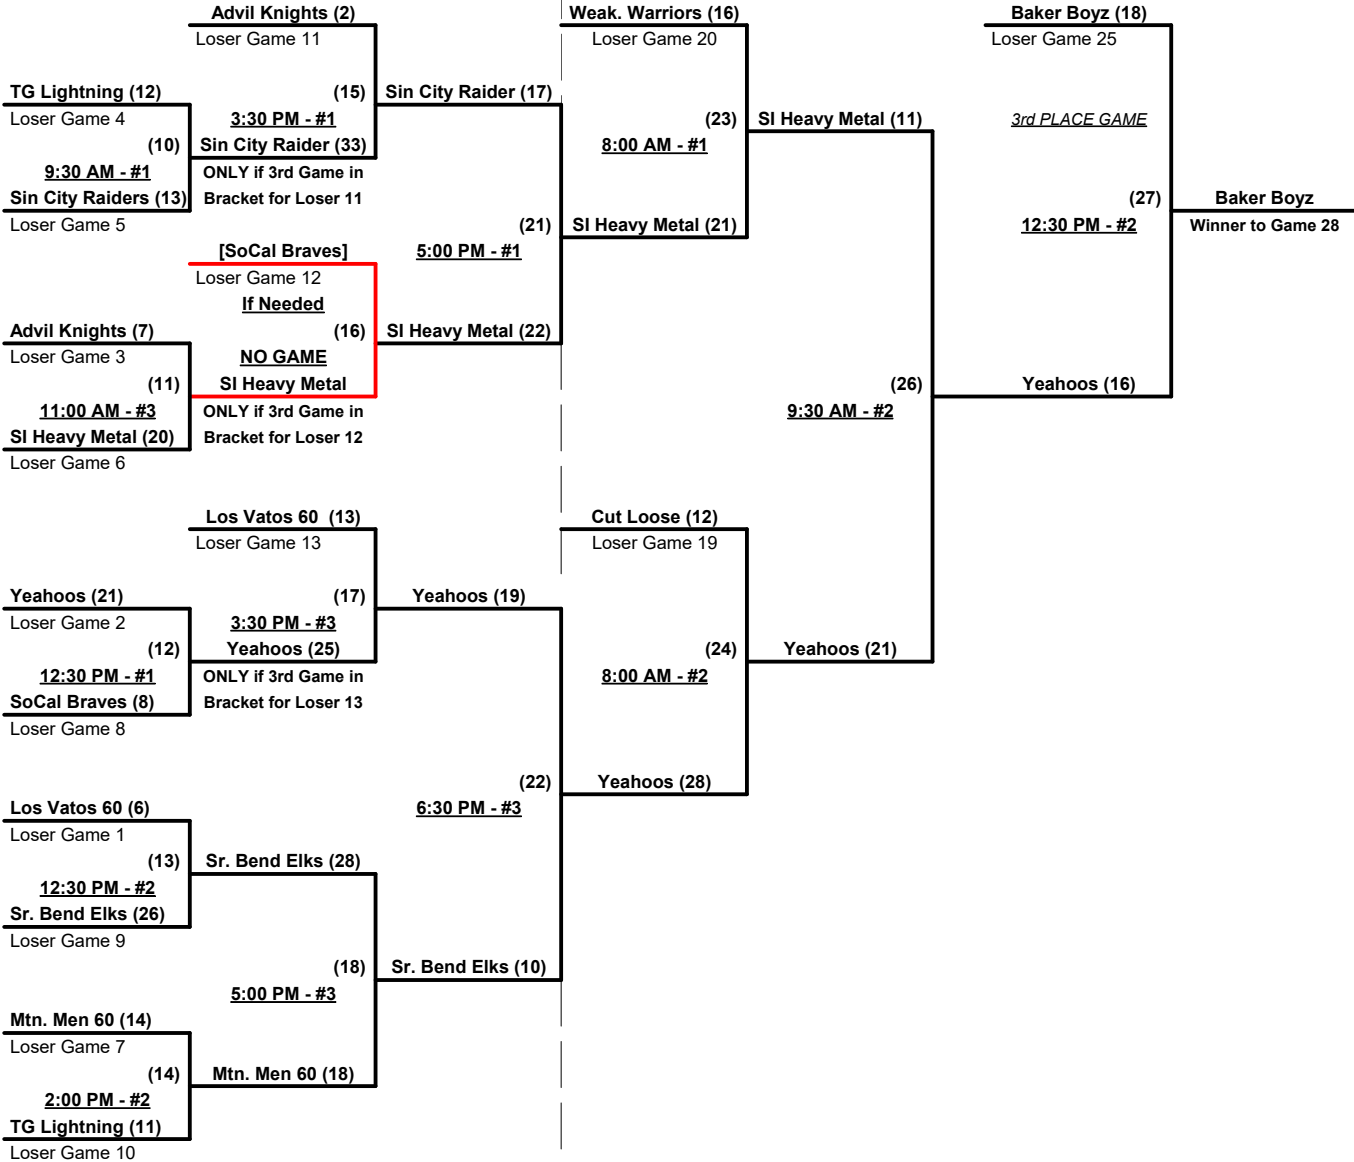 Advil Knights (2)
Loser Game 11
TG Lightning (12)
Loser Game 4
(10)
9:30 AM - #1
Sin City Raiders (13)
Loser Game 5
(15)
3:30 PM - #1
Sin City Raider (33)
ONLY if 3rd Game in
Bracket for Loser 11
[SoCal Braves]
Loser Game 12
If Needed
(16)
NO GAME
SI Heavy Metal
ONLY if 3rd Game in
Bracket for Loser 12
Advil Knights (7)
Loser Game 3
(11)
11:00 AM - #3
SI Heavy Metal (20)
Loser Game 6
Sin City Raider (17)
(21)
5:00 PM - #1
SI Heavy Metal (22)
Weak. Warriors (16)
Loser Game 20
(23)
8:00 AM - #1
SI Heavy Metal (21)
SI Heavy Metal (11)
Baker Boyz (18)
Loser Game 25
3rd PLACE GAME
(27)
12:30 PM - #2
Baker Boyz
Winner to Game 28
(26)
9:30 AM - #2
Yeahoos (16)
Los Vatos 60 (13)
Loser Game 13
Yeahoos (21)
Loser Game 2
(12)
12:30 PM - #1
SoCal Braves (8)
Loser Game 8
(17)
3:30 PM - #3
Yeahoos (25)
ONLY if 3rd Game in
Bracket for Loser 13
Yeahoos (19)
Cut Loose (12)
Loser Game 19
(24)
8:00 AM - #2
Yeahoos (21)
(22)
6:30 PM - #3
Yeahoos (28)
Los Vatos 60 (6)
Loser Game 1
(13)
12:30 PM - #2
Sr. Bend Elks (26)
Loser Game 9
Sr. Bend Elks (28)
(18)
5:00 PM - #3
Sr. Bend Elks (10)
Mtn. Men 60 (14)
Loser Game 7
(14)
2:00 PM - #2
TG Lightning (11)
Loser Game 10
Mtn. Men 60 (18)